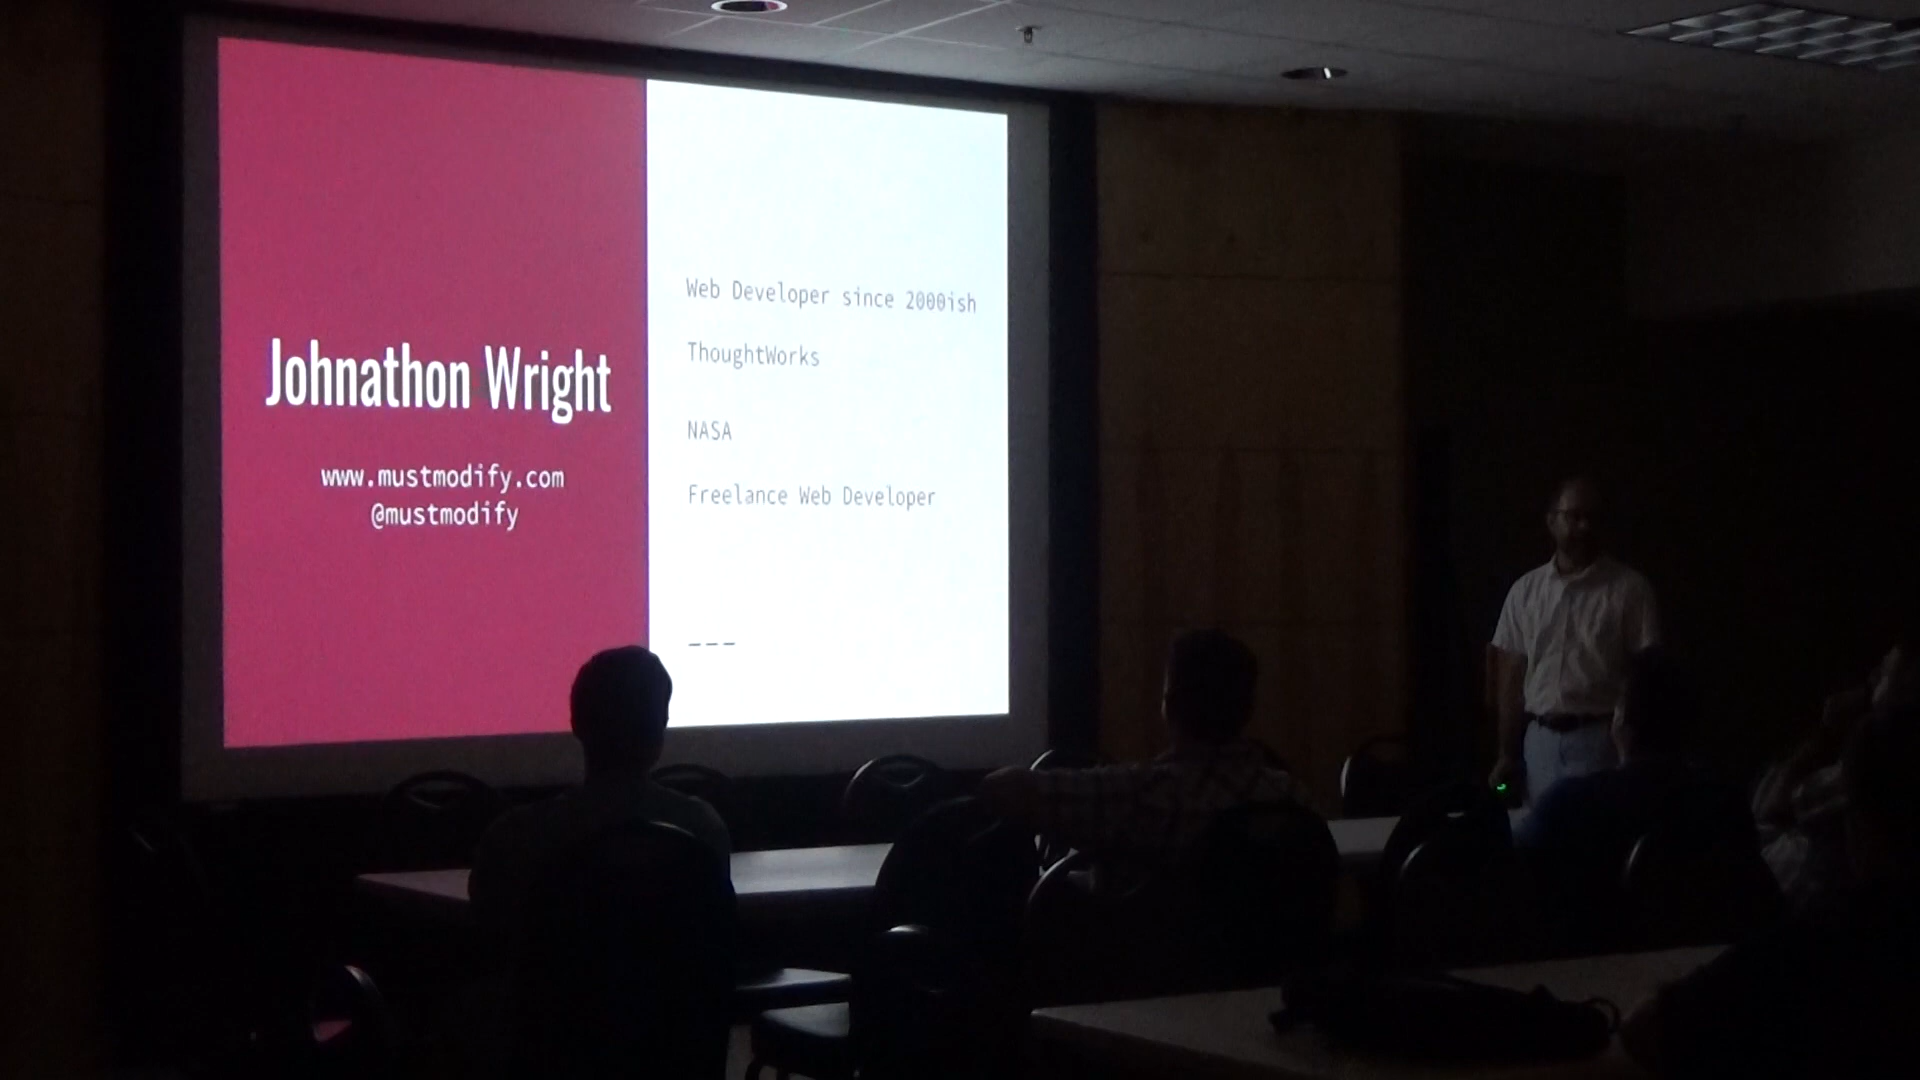 Johnathon Wright
www.mustmodify.com
@mustmodify
Web Developer since 2000ish
ThoughtWorks
NASA
Freelance Web Developer
---